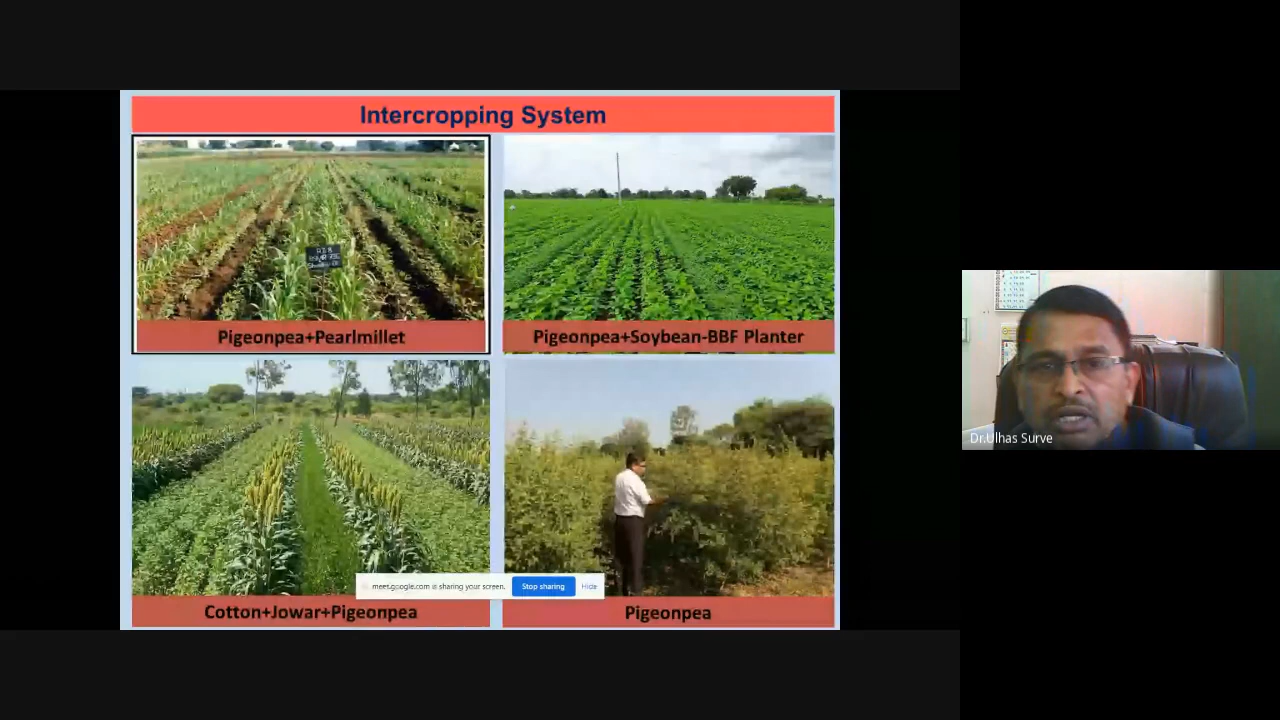 Intercropping System
Pigeonpea+Pearlmillet
Pigeonpea+Soybean-BBF Planter
Cotton+Jowar+Pigeonpea
Pigeonpea
meet.google.com is sharing your screen.
Stop sharing
Hide
Dr.Ulhas Surve